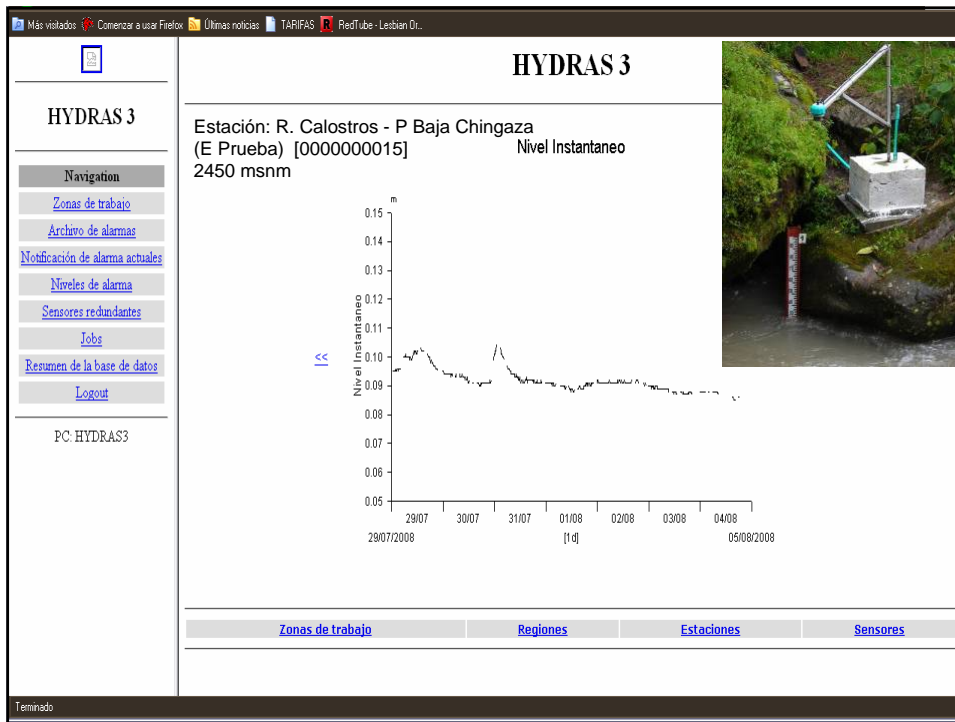 Más visitados Comenzar a usar Firefox Últimas noticias TARIFAS RedTube - Lesbian Or...
HYDRAS 3
Navigation
Zonas de trabajo
Archivo de alarmas
Notificación de alarma actuales
Niveles de alarma
Sensores redundantes
Jobs
Resumen de la base de datos
Logout
PC: HYDRAS3
HYDRAS 3
Estación: R. Calostros - P Baja Chingaza
(E Prueba) [0000000015]
2450 msnm
Nivel Instantaneo
m
0.15
0.14
0.13
0.12
0.11
0.10
0.09
0.08
0.07
0.06
0.05
Nivel Instantaneo
<<
29/07 30/07 31/07 01/08 02/08 03/08 04/08
29/07/2008 [1d] 05/08/2008
1
Zonas de trabajo Regiones Estaciones Sensores
Terminado